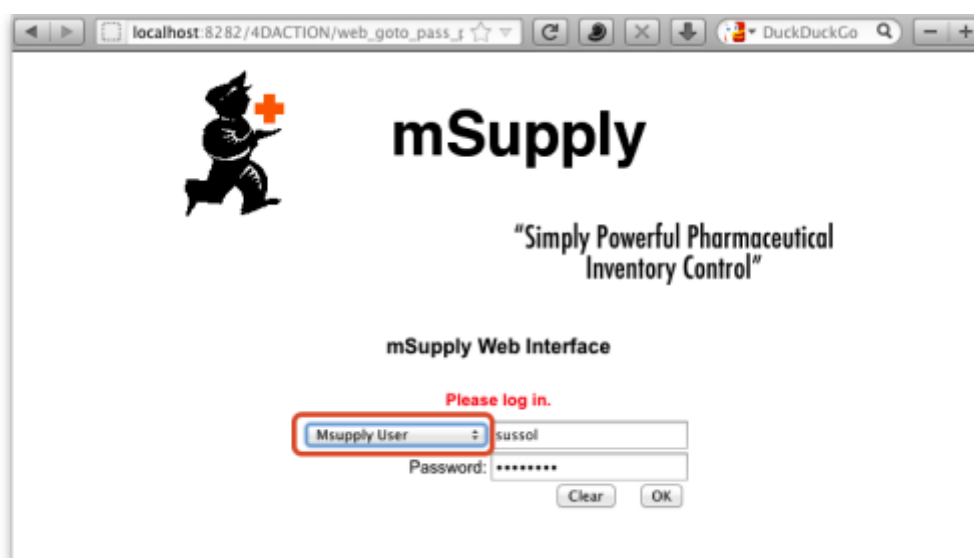 localhost:8282/4DACTION/web_goto_pass_
DuckDuckGo
mSupply
"Simply Powerful Pharmaceutical
Inventory Control"
mSupply Web Interface
Please log in.
Msupply User sussol
Password: ••••••••
Clear OK